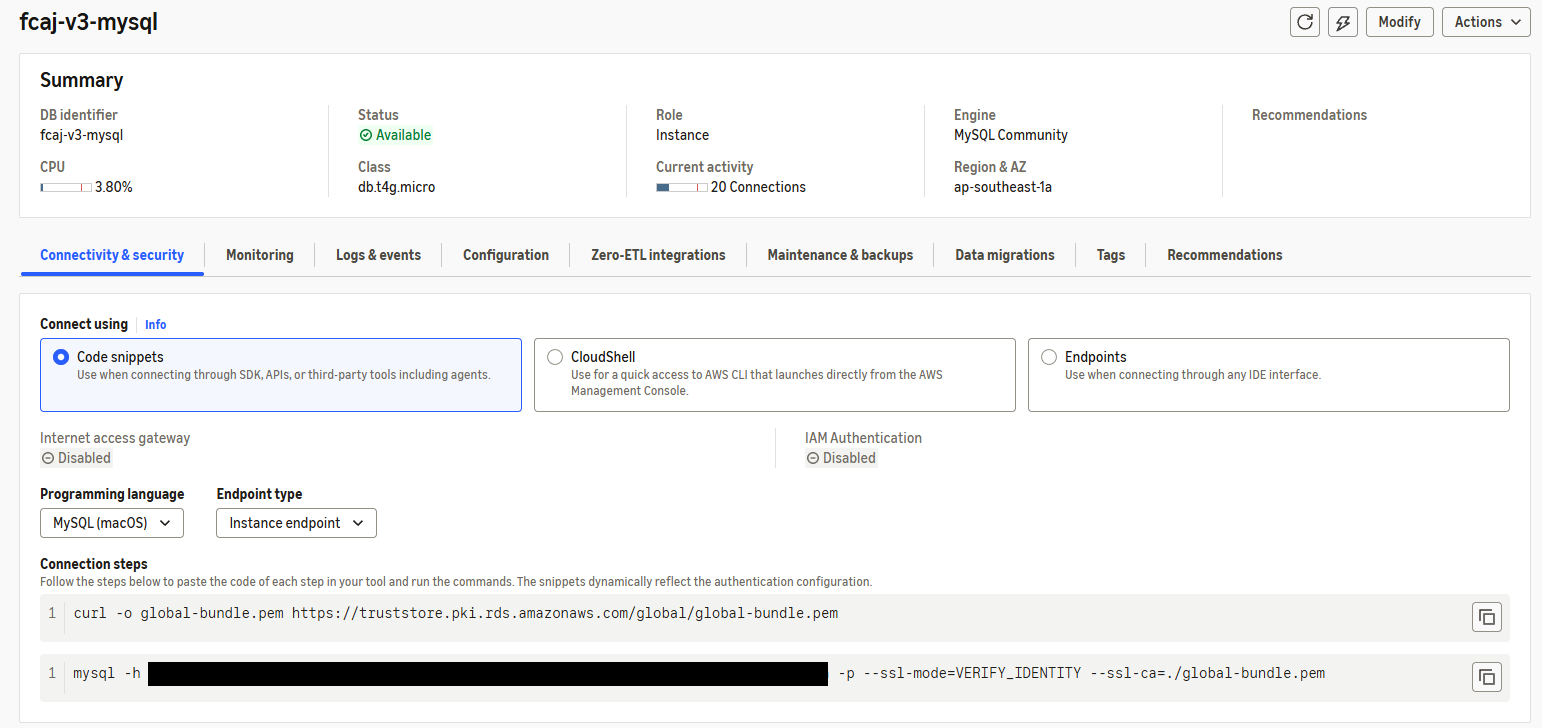 fcaj-v3-mysql
Modify
Actions
Summary
DB identifier
fcaj-v3-mysql
Status
Available
Role
Instance
Engine
MySQL Community
Recommendations
CPU
3.80%
Class
db.t4g.micro
Current activity
20 Connections
Region & AZ
ap-southeast-1a
Connectivity & security
Monitoring
Logs & events
Configuration
Zero-ETL integrations
Maintenance & backups
Data migrations
Tags
Recommendations
Connect using
Info
Code snippets
Use when connecting through SDK, APIs, or third-party tools including agents.
CloudShell
Use for a quick access to AWS CLI that launches directly from the AWS
Management Console.
Endpoints
Use when connecting through any IDE interface.
Internet access gateway
Disabled
IAM Authentication
Disabled
Programming language
MySQL (macOS)
Endpoint type
Instance endpoint
Connection steps
Follow the steps below to paste the code of each step in your tool and run the commands. The snippets dynamically reflect the authentication configuration.
1 curl -o global-bundle.pem https://truststore.pki.rds.amazonaws.com/global/global-bundle.pem
1 mysql -h -p --ssl-mode=VERIFY_IDENTITY --ssl-ca=./global-bundle.pem